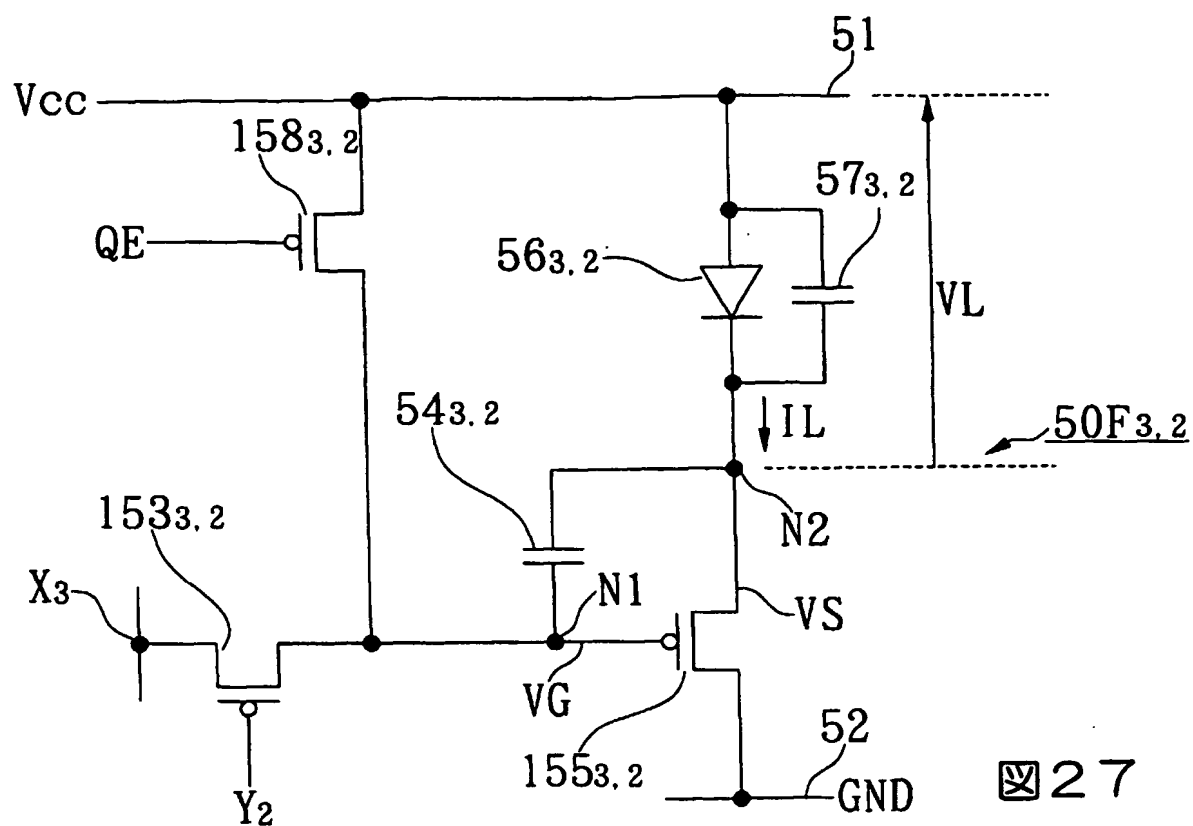 51
Vcc
1583,2
573,2
QE
563,2
VL
543,2
IL
50F3,2
1533,2
N2
X3
N1
VS
VG
52
1553,2
GND
Y2
図27